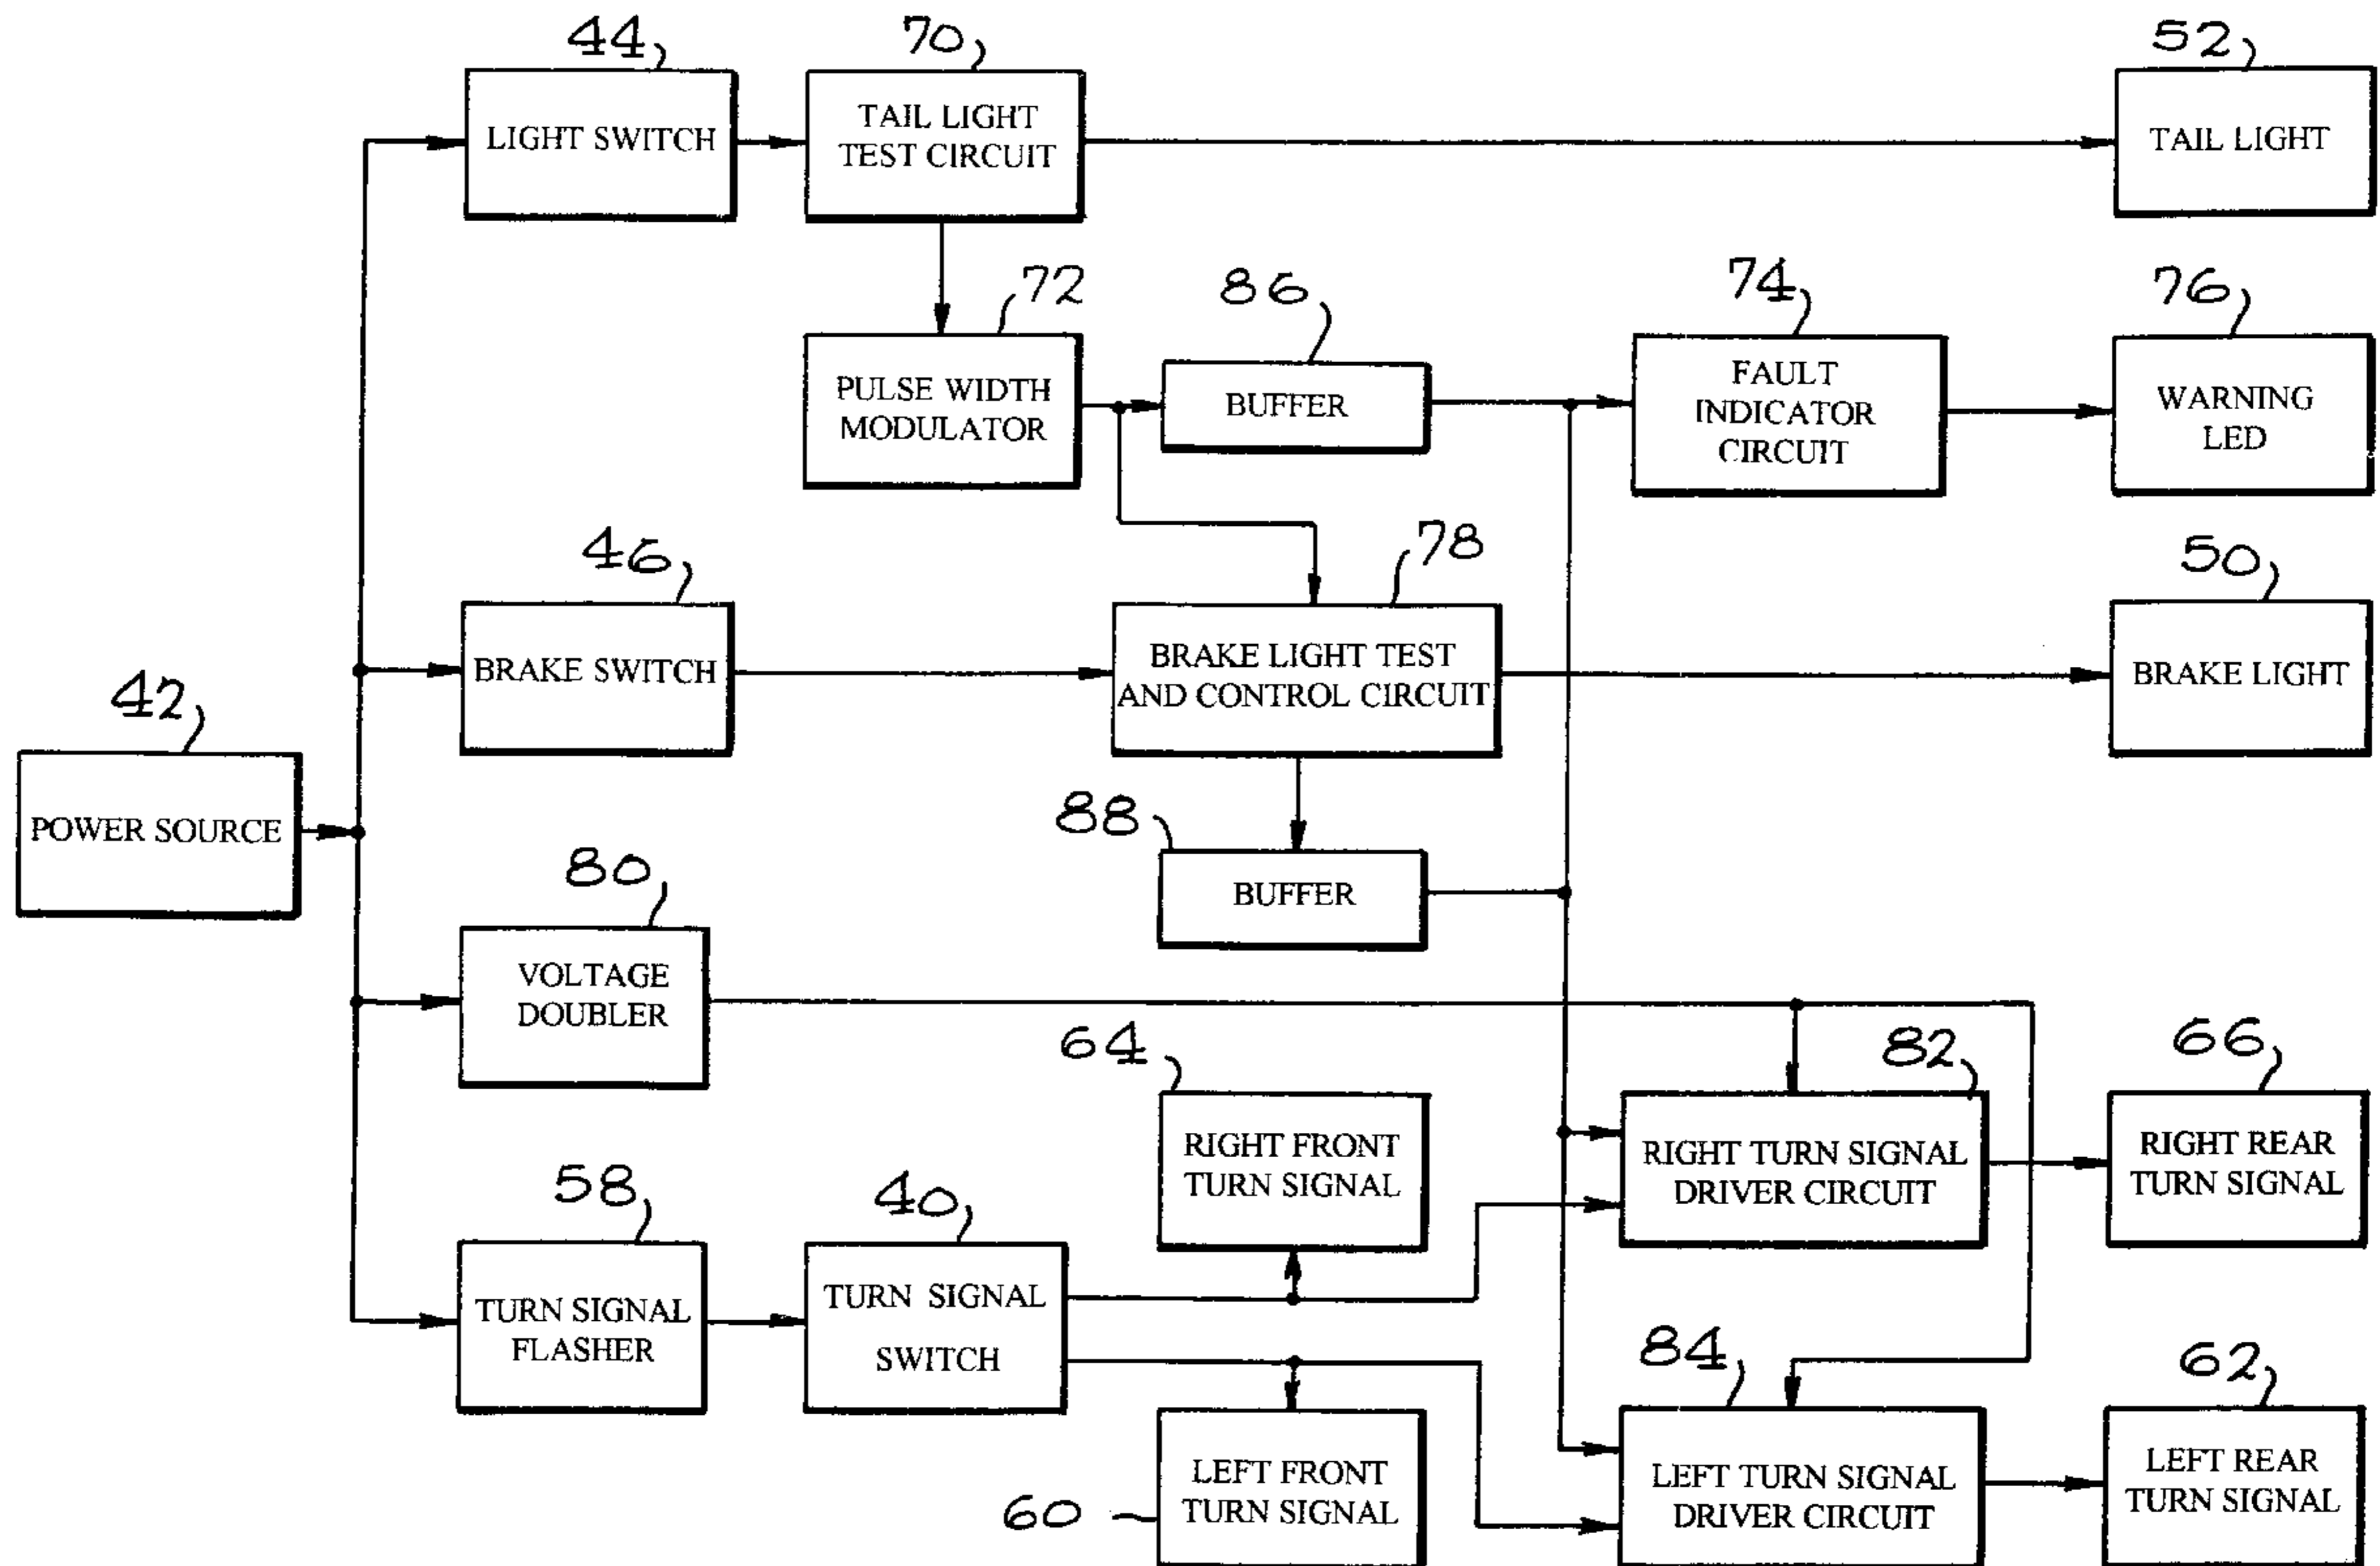 44
70
52
LIGHT SWITCH
TAIL LIGHT
TEST CIRCUIT
TAIL LIGHT
72
86
74
76
PULSE WIDTH
MODULATOR
BUFFER
FAULT
INDICATOR
CIRCUIT
WARNING
LED
46
78
50
BRAKE SWITCH
BRAKE LIGHT TEST
AND CONTROL CIRCUIT
BRAKE LIGHT
42
POWER SOURCE
88
BUFFER
80
VOLTAGE
DOUBLER
64
82
66
RIGHT FRONT
TURN SIGNAL
RIGHT TURN SIGNAL
DRIVER CIRCUIT
RIGHT REAR
TURN SIGNAL
58
40
TURN SIGNAL
FLASHER
TURN SIGNAL
SWITCH
84
62
60
LEFT FRONT
TURN SIGNAL
LEFT TURN SIGNAL
DRIVER CIRCUIT
LEFT REAR
TURN SIGNAL